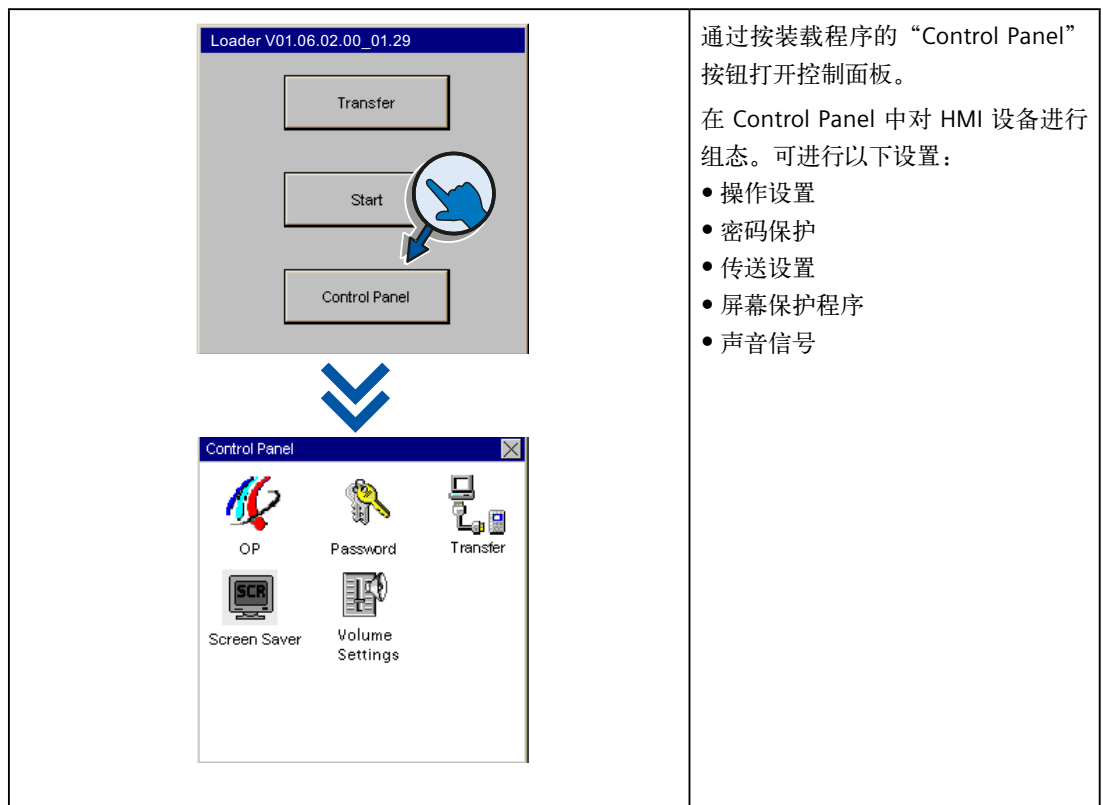 Loader V01.06.02.00_01.29
Transfer
Start
Control Panel
Control Panel
OP
Password
Transfer
SCR
Screen Saver
Volume
Settings
通过按装载程序的“Control Panel”
按钮打开控制面板。
在 Control Panel 中对 HMI 设备进行
组态。可进行以下设置：
• 操作设置
• 密码保护
• 传送设置
• 屏幕保护程序
• 声音信号